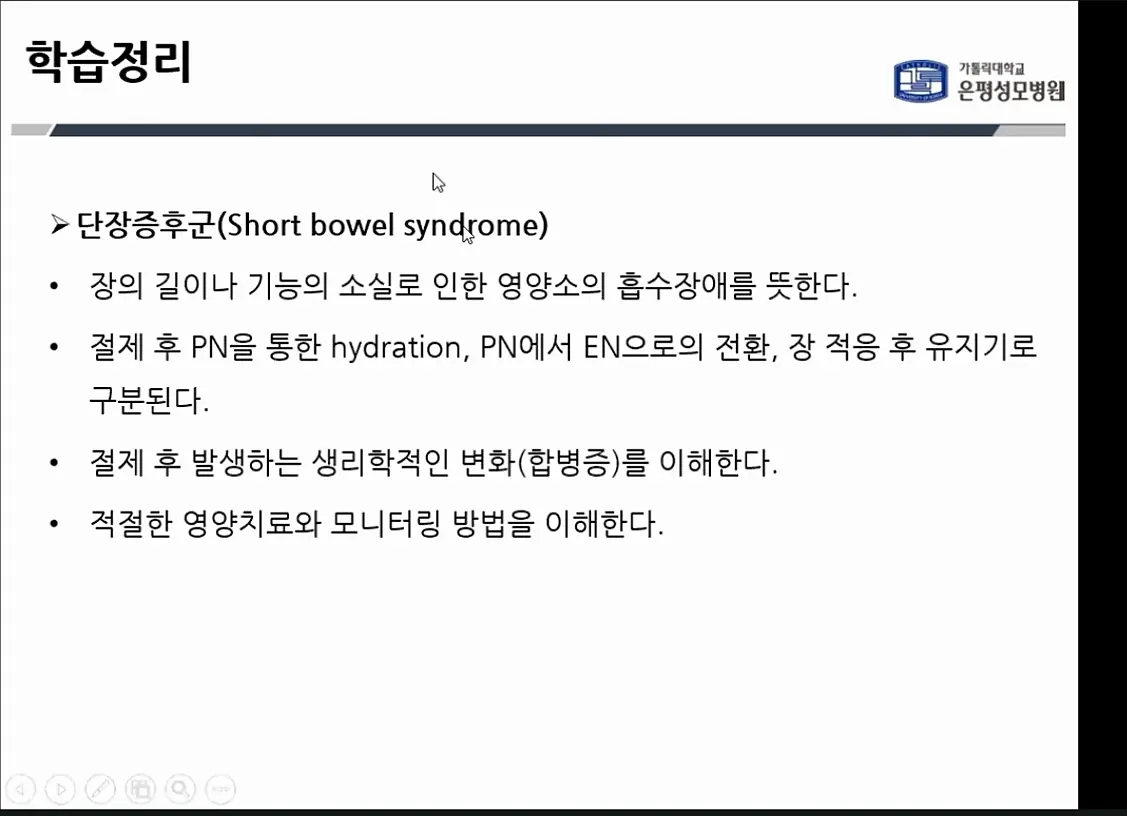 학습정리
가톨릭대학교
은평성모병원
➢ 단장증후군(Short bowel syndrome)
• 장의 길이나 기능의 소실로 인한 영양소의 흡수장애를 뜻한다.
• 절제 후 PN을 통한 hydration, PN에서 EN으로의 전환, 장 적응 후 유지기로
구분된다.
• 절제 후 발생하는 생리학적인 변화(합병증)를 이해한다.
• 적절한 영양치료와 모니터링 방법을 이해한다.